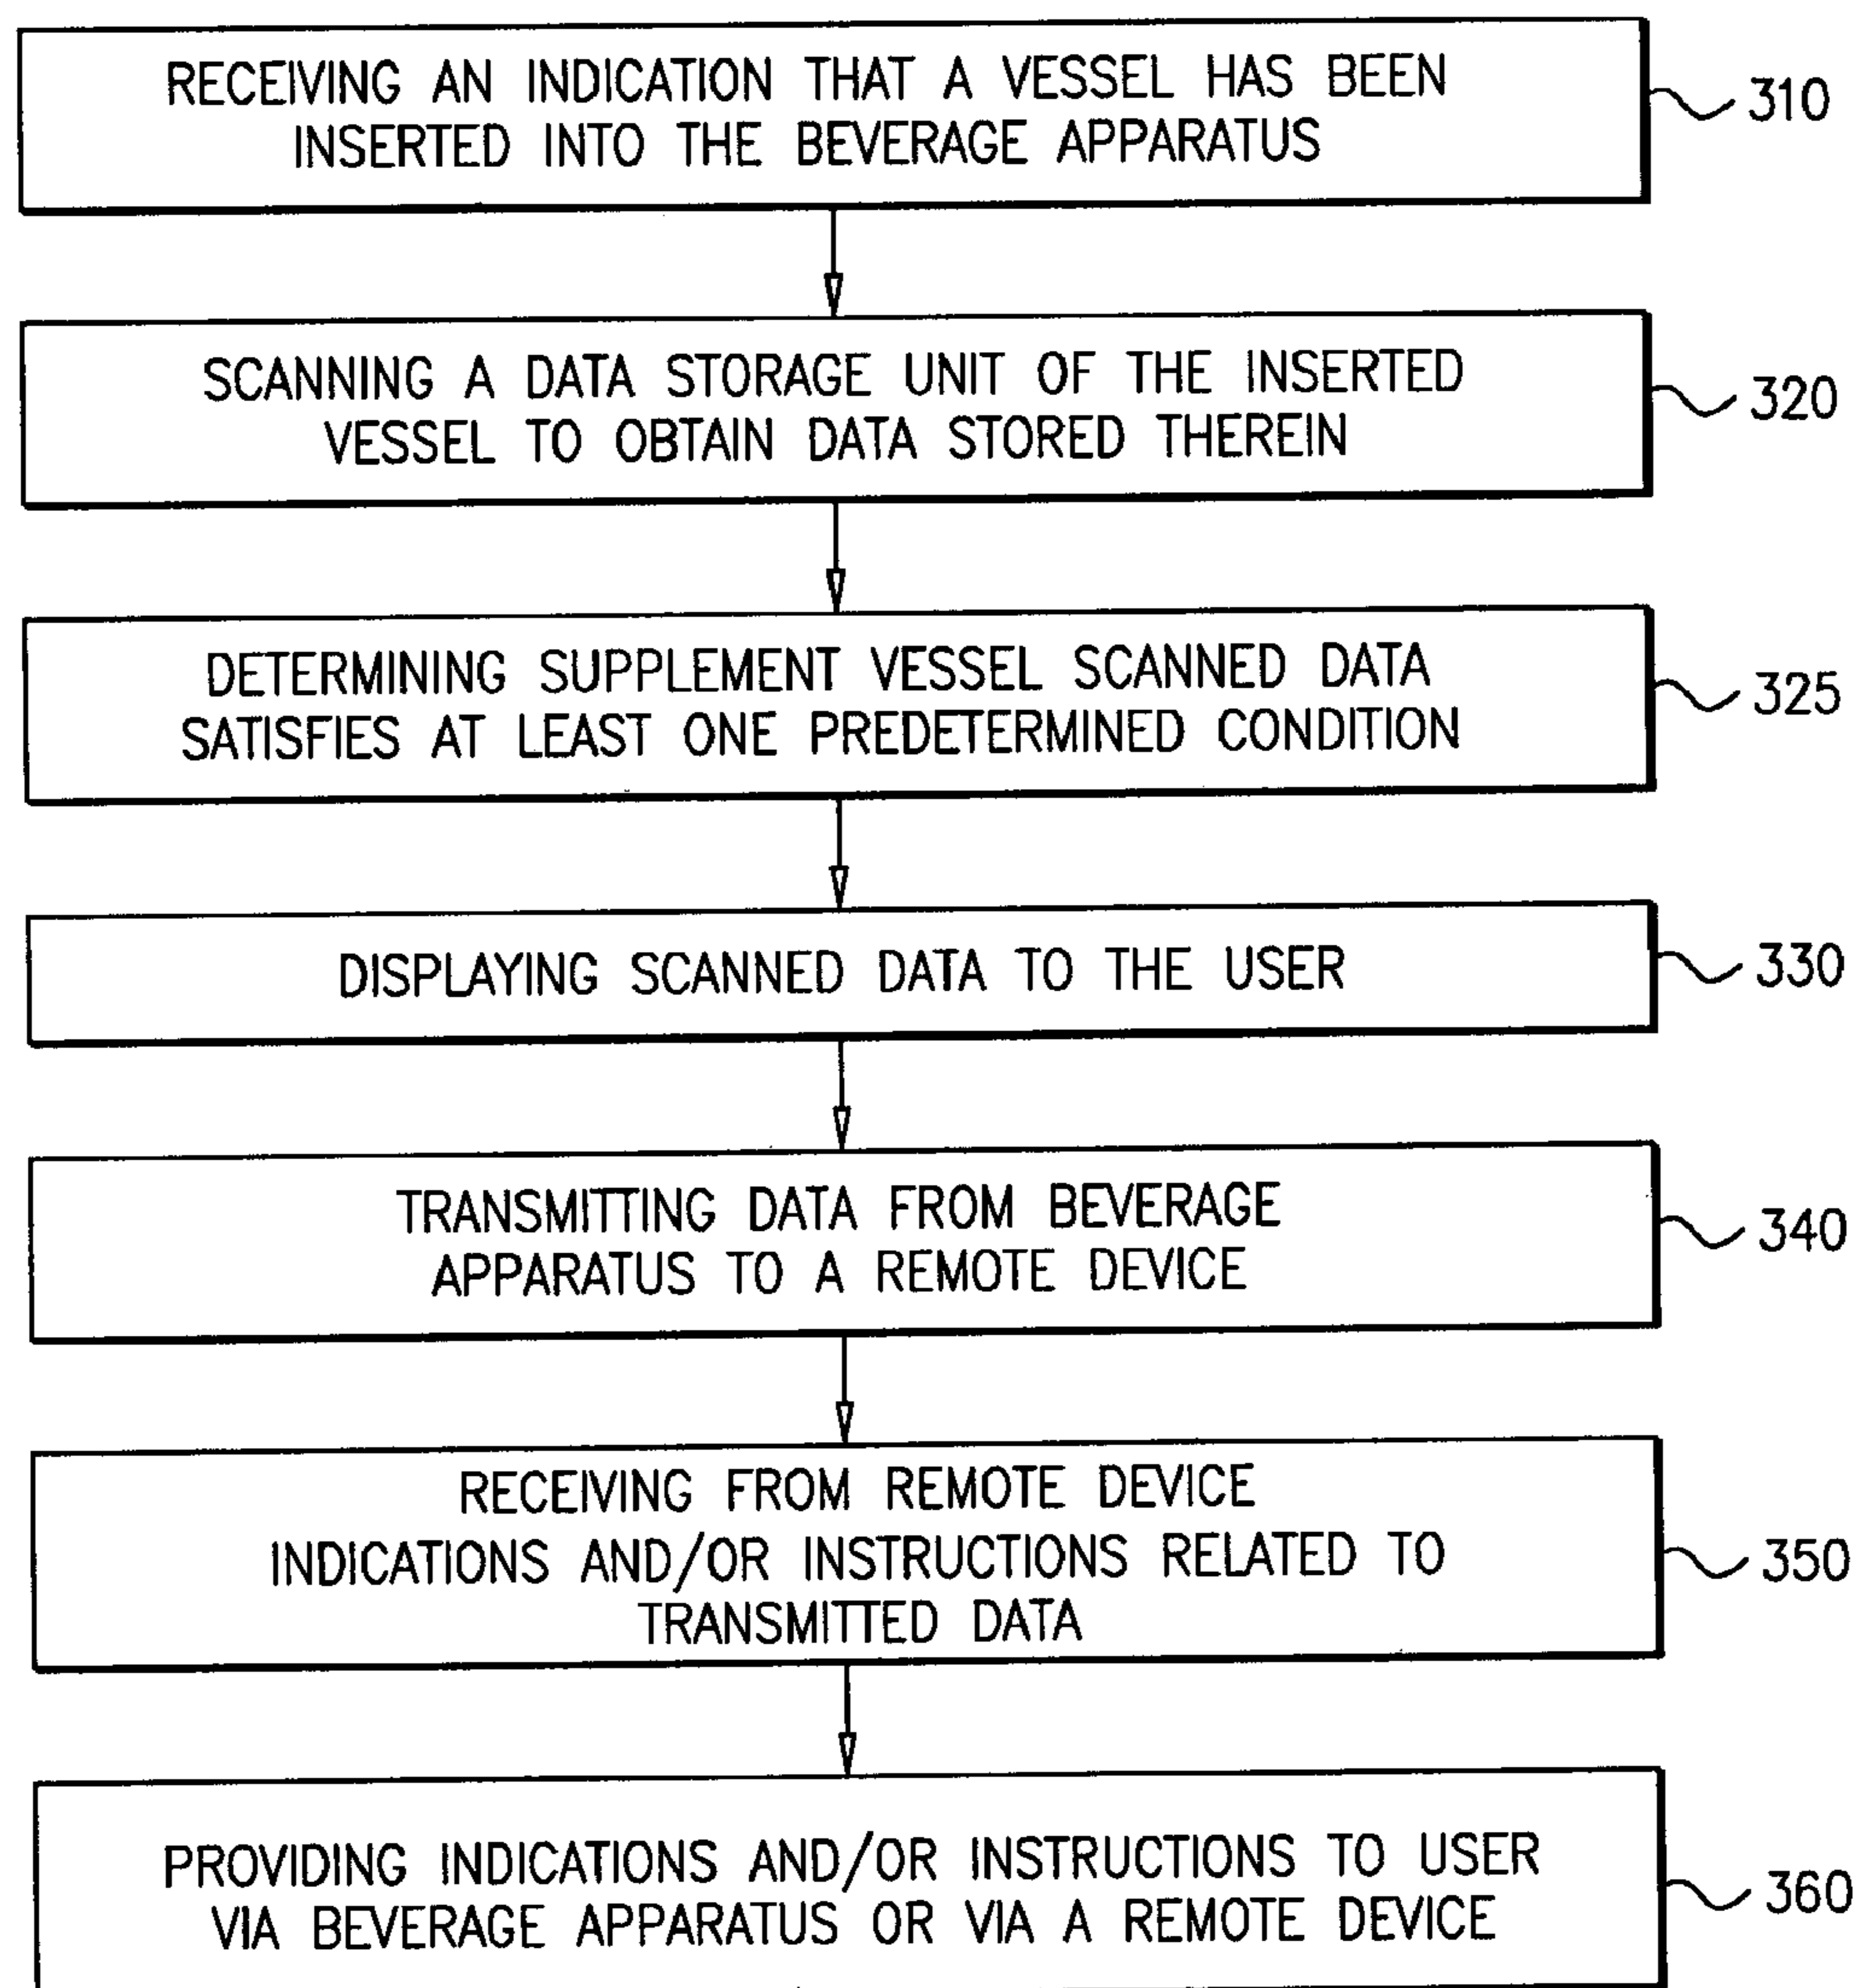 RECEIVING AN INDICATION THAT A VESSEL HAS BEEN
INSERTED INTO THE BEVERAGE APPARATUS
310
SCANNING A DATA STORAGE UNIT OF THE INSERTED
VESSEL TO OBTAIN DATA STORED THEREIN
320
DETERMINING SUPPLEMENT VESSEL SCANNED DATA
SATISFIES AT LEAST ONE PREDETERMINED CONDITION
325
DISPLAYING SCANNED DATA TO THE USER
330
TRANSMITTING DATA FROM BEVERAGE
APPARATUS TO A REMOTE DEVICE
340
RECEIVING FROM REMOTE DEVICE
INDICATIONS AND/OR INSTRUCTIONS RELATED TO
TRANSMITTED DATA
350
PROVIDING INDICATIONS AND/OR INSTRUCTIONS TO USER
VIA BEVERAGE APPARATUS OR VIA A REMOTE DEVICE
360